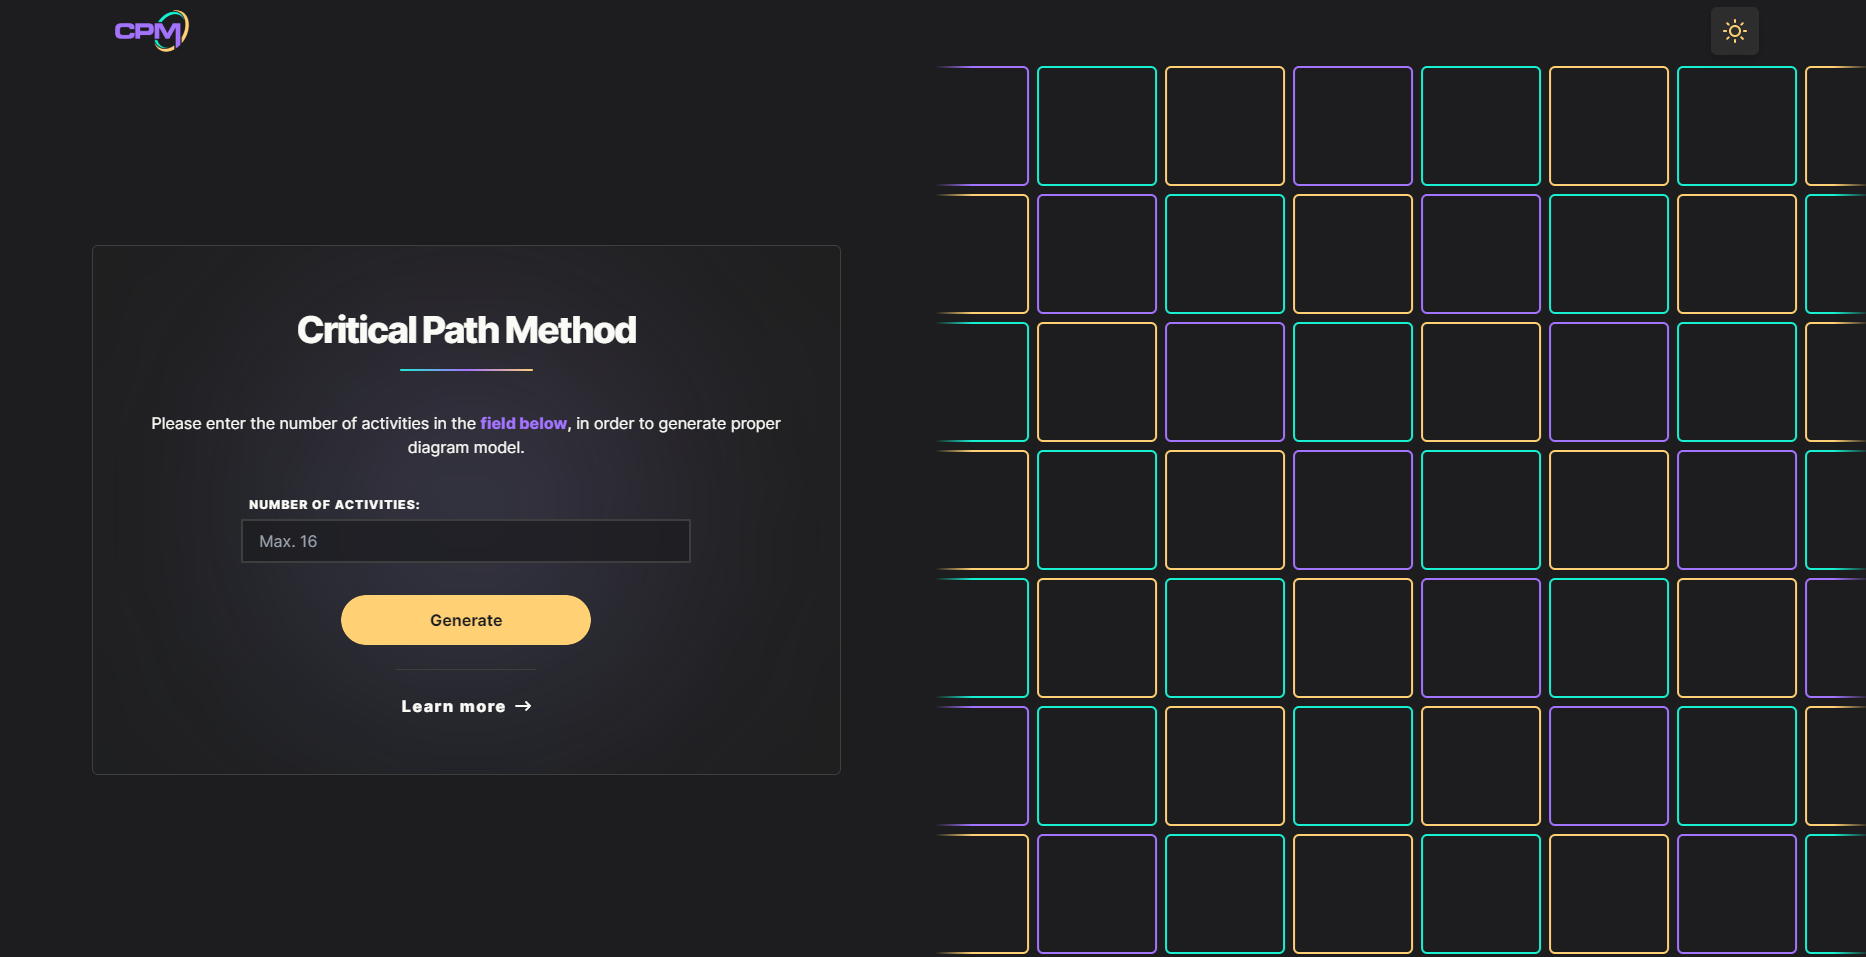 CPM
Critical Path Method
Please enter the number of activities in the field below, in order to generate proper
diagram model.
NUMBER OF ACTIVITIES:
Max. 16
Generate
Learn more →